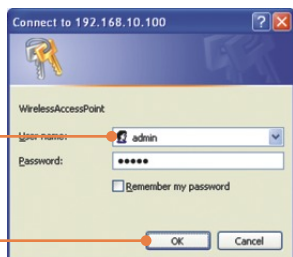 Connect to 192.168.10.100
WirelessAccessPoint
User name:
admin
Password:
•••••
Remember my password
OK
Cancel